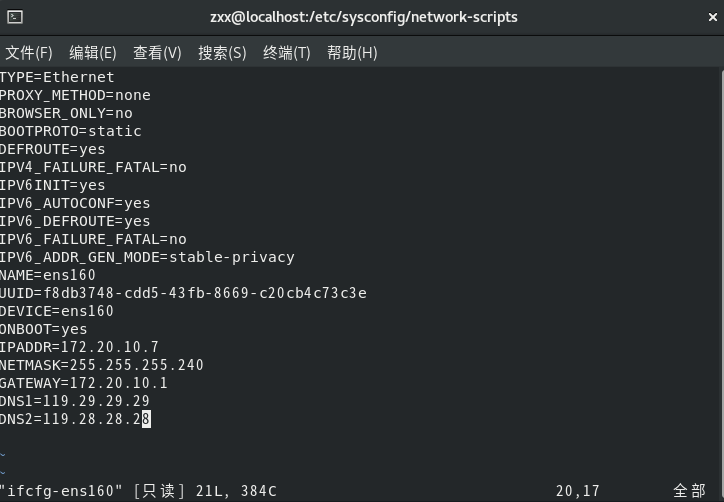 zxx@localhost:/etc/sysconfig/network-scripts
文件(F) 编辑(E) 查看(V) 搜索(S) 终端(T) 帮助(H)
TYPE=Ethernet
PROXY_METHOD=none
BROWSER_ONLY=no
BOOTPROTO=static
DEFROUTE=yes
IPV4_FAILURE_FATAL=no
IPV6INIT=yes
IPV6_AUTOCONF=yes
IPV6_DEFROUTE=yes
IPV6_FAILURE_FATAL=no
IPV6_ADDR_GEN_MODE=stable-privacy
NAME=ens160
UUID=f8db3748-cdd5-43fb-8669-c20cb4c73c3e
DEVICE=ens160
ONBOOT=yes
IPADDR=172.20.10.7
NETMASK=255.255.255.240
GATEWAY=172.20.10.1
DNS1=119.29.29.29
DNS2=119.28.28.28
~
~
"ifcfg-ens160" [只读] 21L, 384C 20,17 全部